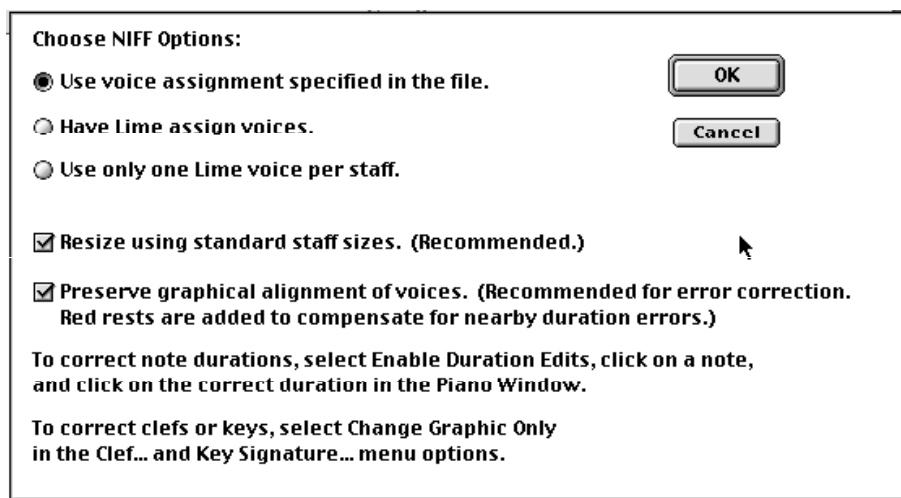 Choose NIFF Options:
Use voice assignment specified in the file.
OK
Have Lime assign voices.
Cancel
Use only one Lime voice per staff.
Resize using standard staff sizes. (Recommended.)
Preserve graphical alignment of voices. (Recommended for error correction.
Red rests are added to compensate for nearby duration errors.)
To correct note durations, select Enable Duration Edits, click on a note,
and click on the correct duration in the Piano Window.
To correct clefs or keys, select Change Graphic Only
in the Clef... and Key Signature... menu options.